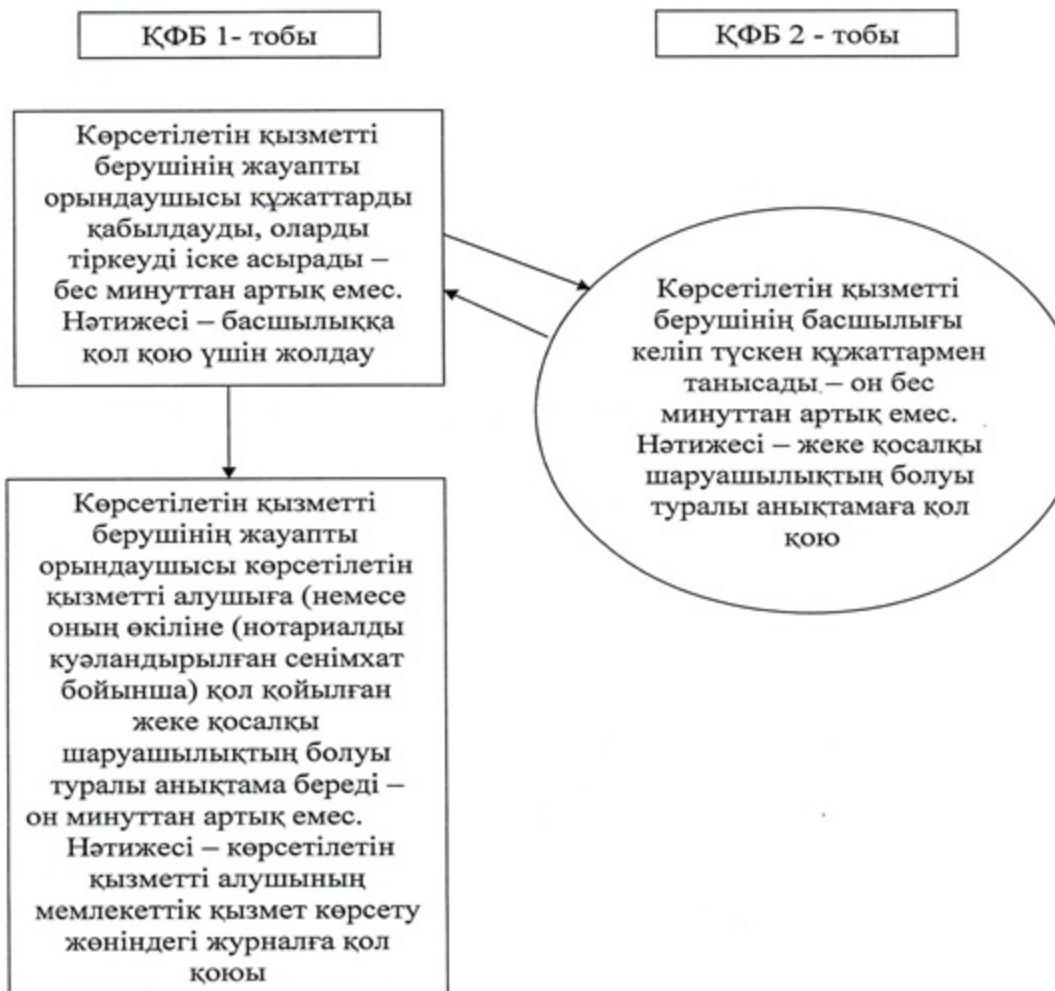 ҚФБ 1- тобы
ҚФБ 2 - тобы
Көрсетілетін қызметті
берушінің жауапты
орындаушысы құжаттарды
қабылдауды, оларды
тіркеуді іске асырады –
бес минуттан артық емес.
Нәтижесі – басшылыққа
қол қою үшін жолдау
Көрсетілетін қызметті
берушінің басшылығы
келіп түскен құжаттармен
танысады – он бес
минуттан артық емес.
Нәтижесі – жеке қосалқы
шаруашылықтың болуы
туралы анықтамаға қол
қою
Көрсетілетін қызметті
берушінің жауапты
орындаушысы көрсетілетін
қызметті алушыға (немесе
оның өкіліне (нотариалды
куәландырылған сенімхат
бойынша) қол қойылған
жеке қосалқы
шаруашылықтың болуы
туралы анықтама береді –
он минуттан артық емес.
Нәтижесі – көрсетілетін
қызметті алушының
мемлекеттік қызмет көрсету
жөніндегі журналға қол
қоюы